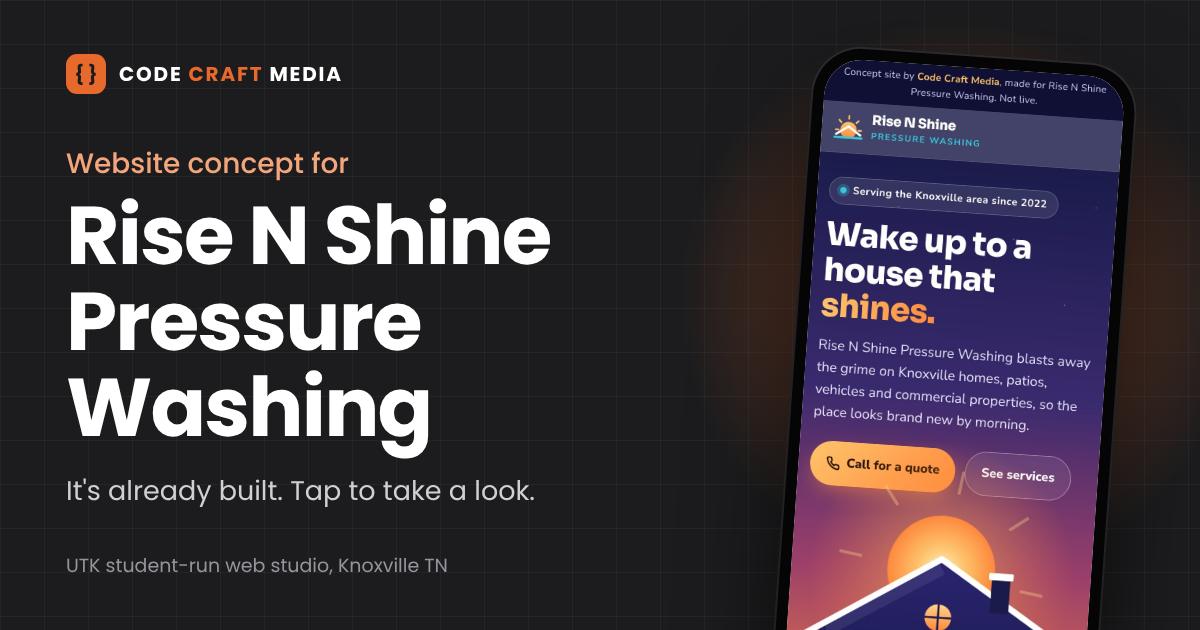 { } CODE CRAFT MEDIA
Website concept for
Rise N Shine
Pressure
Washing
It's already built. Tap to take a look.
UTK student-run web studio, Knoxville TN
Concept site by Code Craft Media, made for Rise N Shine
Pressure Washing. Not live.
Rise N Shine
PRESSURE WASHING
Serving the Knoxville area since 2022
Wake up to a
house that
shines.
Rise N Shine Pressure Washing blasts away
the grime on Knoxville homes, patios,
vehicles and commercial properties, so the
place looks brand new by morning.
Call for a quote
See services